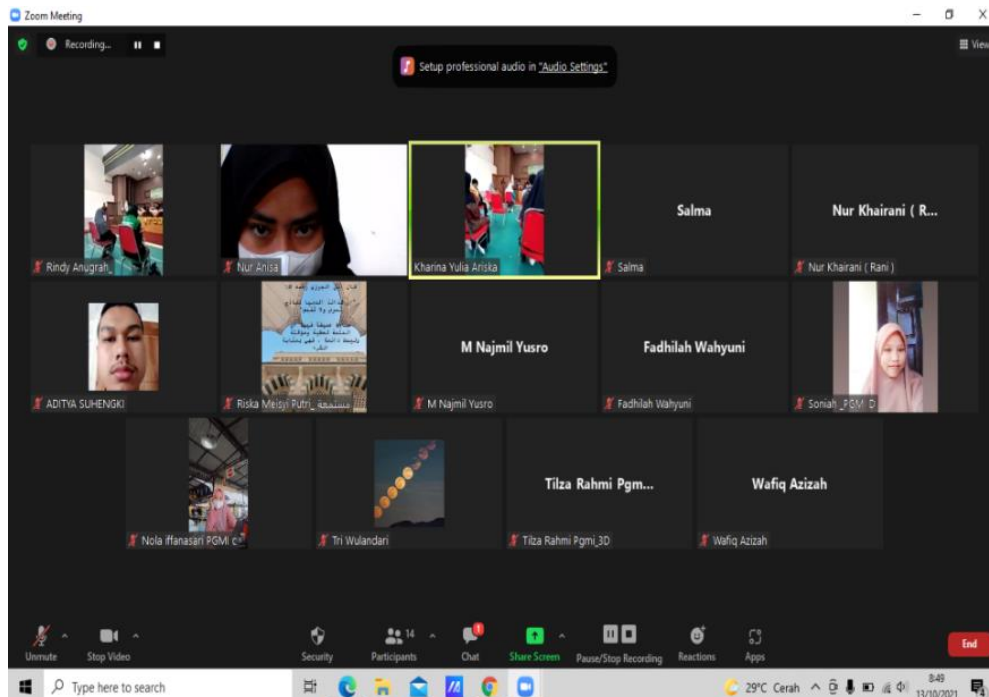 Zoom Meeting
Recording...
View
Setup professional audio in "Audio Settings"
Rindy Anugrah_
Nur Anisa
Kharina Yulia Ariska
Salma
Salma
Nur Khairani ( R...
Nur Khairani ( Rani )
ADITYA SUHENGKI
Riska Meisyi Putri_ مستمعة
M Najmil Yusro
M Najmil Yusro
Fadhilah Wahyuni
Fadhilah Wahyuni
Soniah _PGMI D
Nola iffanasari PGMI c
Tri Wulandari
Tilza Rahmi Pgm...
Tilza Rahmi Pgmi_3D
Wafiq Azizah
Wafiq Azizah
Unmute
Stop Video
Security
14
Participants
1
Chat
Share Screen
Pause/Stop Recording
Reactions
Apps
End
Type here to search
29°C Cerah
8:49
13/10/2021